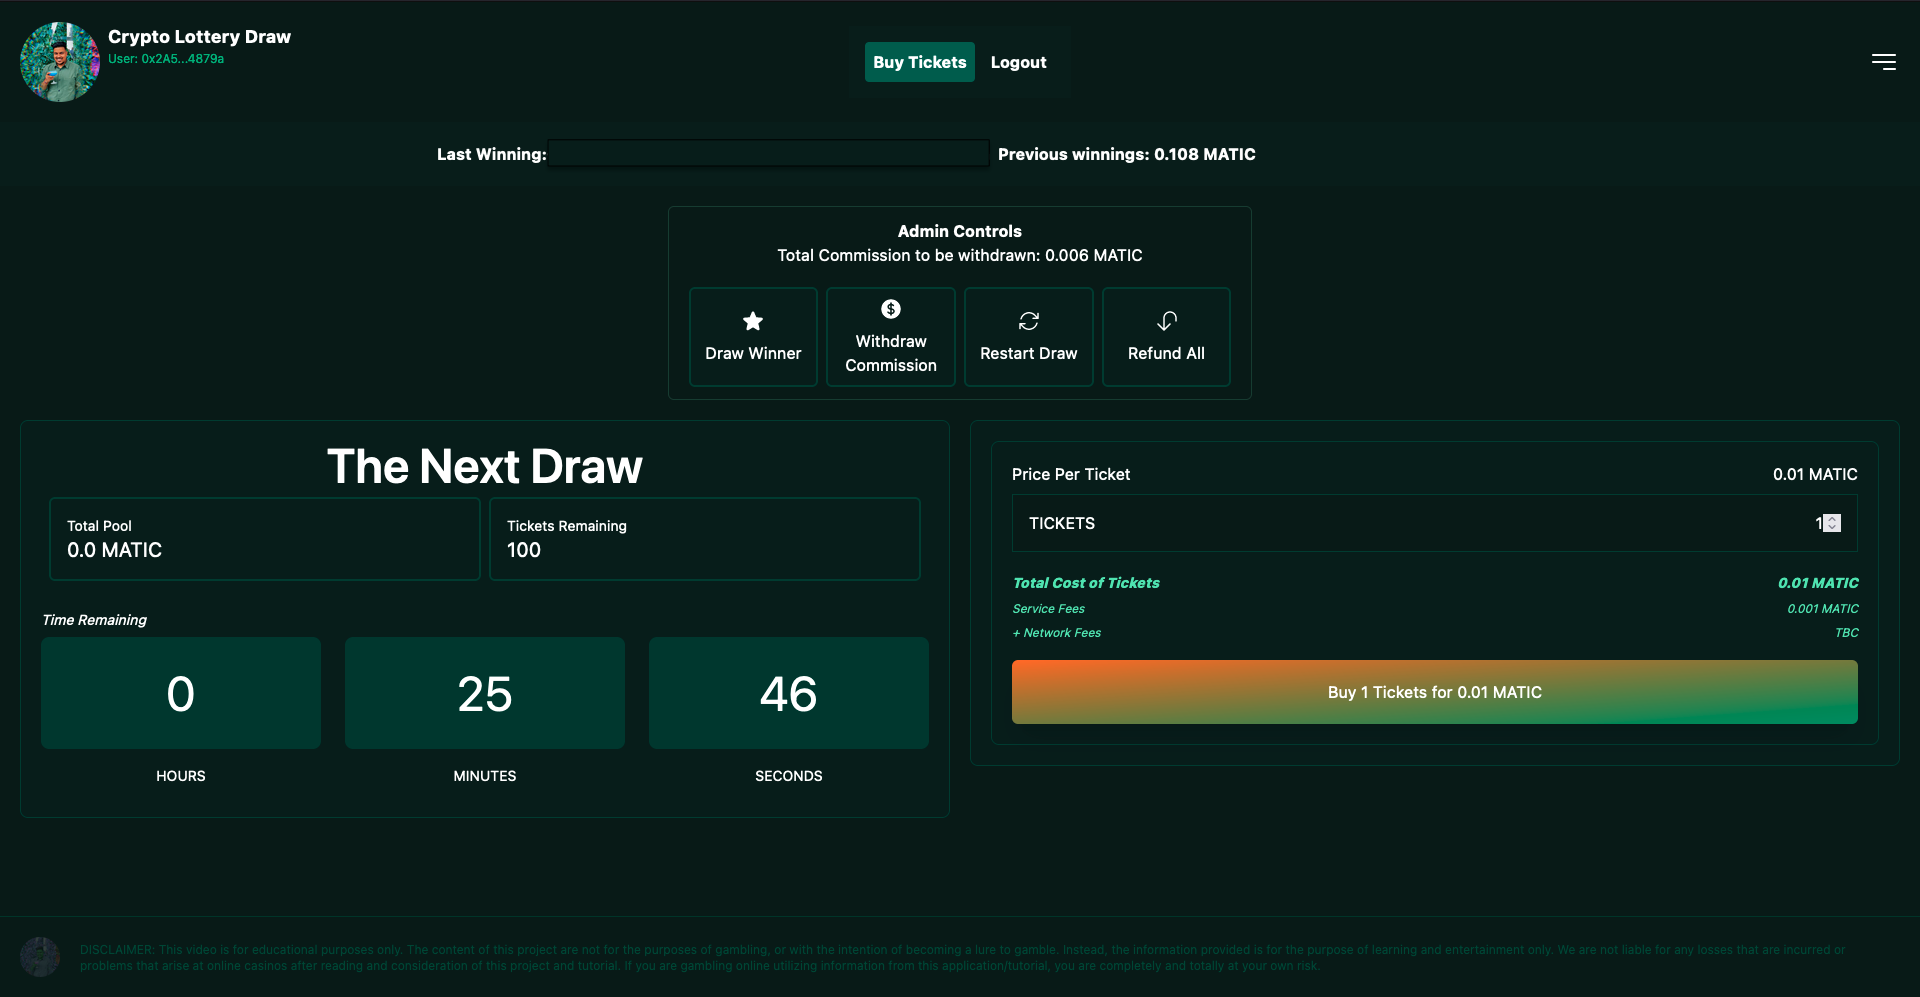 Crypto Lottery Draw
User: 0x2A5...4879a
Buy Tickets
Logout
Last Winning:
Previous winnings: 0.108 MATIC
Admin Controls
Total Commission to be withdrawn: 0.006 MATIC
Draw Winner
Withdraw
Commission
Restart Draw
Refund All
The Next Draw
Total Pool
0.0 MATIC
Tickets Remaining
100
Time Remaining
0
25
46
HOURS
MINUTES
SECONDS
Price Per Ticket
0.01 MATIC
TICKETS
1
Total Cost of Tickets
0.01 MATIC
Service Fees
0.001 MATIC
+ Network Fees
TBC
Buy 1 Tickets for 0.01 MATIC
DISCLAIMER: This video is for educational purposes only. The content of this project are not for the purposes of gambling, or with the intention of becoming a lure to gamble. Instead, the information provided is for the purpose of learning and entertainment only. We are not liable for any losses that are incurred or
problems that arise at online casinos after reading and consideration of this project and tutorial. If you are gambling online utilizing information from this application/tutorial, you are completely and totally at your own risk.